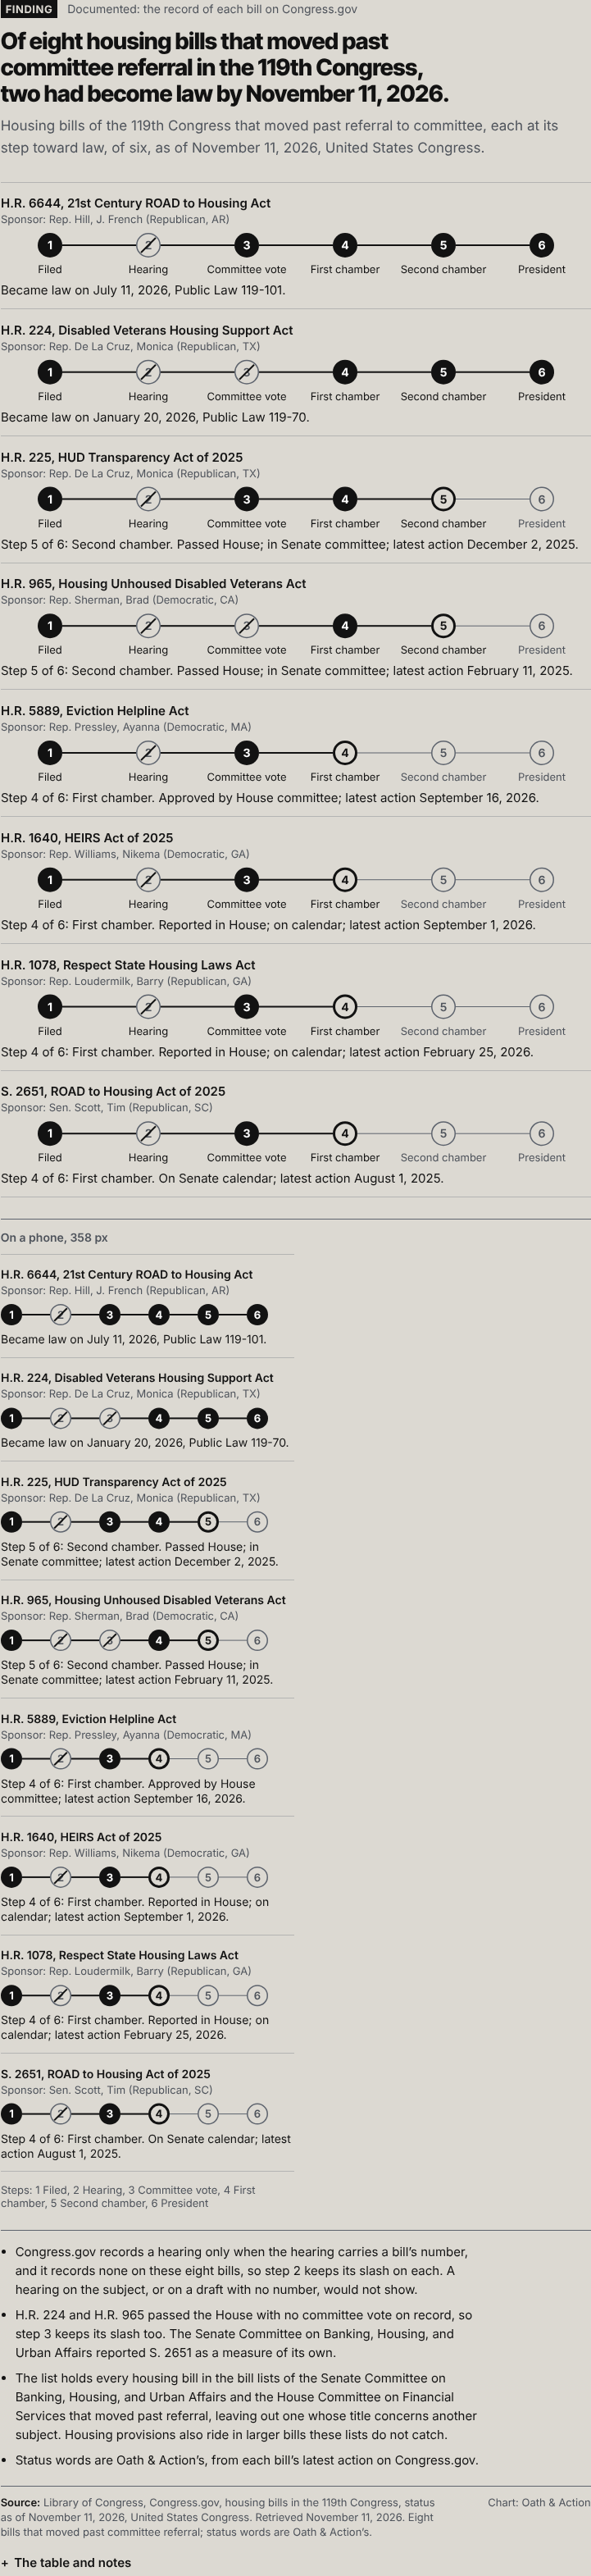 FINDING Documented: the record of each bill on Congress.gov
Of eight housing bills that moved past
committee referral in the 119th Congress,
two had become law by November 11, 2026.
Housing bills of the 119th Congress that moved past referral to committee, each at its
step toward law, of six, as of November 11, 2026, United States Congress.
H.R. 6644, 21st Century ROAD to Housing Act
Sponsor: Rep. Hill, J. French (Republican, AR)
1 2 3 4 5 6
Filed Hearing Committee vote First chamber Second chamber President
Became law on July 11, 2026, Public Law 119-101.
H.R. 224, Disabled Veterans Housing Support Act
Sponsor: Rep. De La Cruz, Monica (Republican, TX)
1 2 3 4 5 6
Filed Hearing Committee vote First chamber Second chamber President
Became law on January 20, 2026, Public Law 119-70.
H.R. 225, HUD Transparency Act of 2025
Sponsor: Rep. De La Cruz, Monica (Republican, TX)
1 2 3 4 5 6
Filed Hearing Committee vote First chamber Second chamber President
Step 5 of 6: Second chamber. Passed House; in Senate committee; latest action December 2, 2025.
H.R. 965, Housing Unhoused Disabled Veterans Act
Sponsor: Rep. Sherman, Brad (Democratic, CA)
1 2 3 4 5 6
Filed Hearing Committee vote First chamber Second chamber President
Step 5 of 6: Second chamber. Passed House; in Senate committee; latest action February 11, 2025.
H.R. 5889, Eviction Helpline Act
Sponsor: Rep. Pressley, Ayanna (Democratic, MA)
1 2 3 4 5 6
Filed Hearing Committee vote First chamber Second chamber President
Step 4 of 6: First chamber. Approved by House committee; latest action September 16, 2026.
H.R. 1640, HEIRS Act of 2025
Sponsor: Rep. Williams, Nikema (Democratic, GA)
1 2 3 4 5 6
Filed Hearing Committee vote First chamber Second chamber President
Step 4 of 6: First chamber. Reported in House; on calendar; latest action September 1, 2026.
H.R. 1078, Respect State Housing Laws Act
Sponsor: Rep. Loudermilk, Barry (Republican, GA)
1 2 3 4 5 6
Filed Hearing Committee vote First chamber Second chamber President
Step 4 of 6: First chamber. Reported in House; on calendar; latest action February 25, 2026.
S. 2651, ROAD to Housing Act of 2025
Sponsor: Sen. Scott, Tim (Republican, SC)
1 2 3 4 5 6
Filed Hearing Committee vote First chamber Second chamber President
Step 4 of 6: First chamber. On Senate calendar; latest action August 1, 2025.
On a phone, 358 px
H.R. 6644, 21st Century ROAD to Housing Act
Sponsor: Rep. Hill, J. French (Republican, AR)
1 2 3 4 5 6
Became law on July 11, 2026, Public Law 119-101.
H.R. 224, Disabled Veterans Housing Support Act
Sponsor: Rep. De La Cruz, Monica (Republican, TX)
1 2 3 4 5 6
Became law on January 20, 2026, Public Law 119-70.
H.R. 225, HUD Transparency Act of 2025
Sponsor: Rep. De La Cruz, Monica (Republican, TX)
1 2 3 4 5 6
Step 5 of 6: Second chamber. Passed House; in
Senate committee; latest action December 2, 2025.
H.R. 965, Housing Unhoused Disabled Veterans Act
Sponsor: Rep. Sherman, Brad (Democratic, CA)
1 2 3 4 5 6
Step 5 of 6: Second chamber. Passed House; in
Senate committee; latest action February 11, 2025.
H.R. 5889, Eviction Helpline Act
Sponsor: Rep. Pressley, Ayanna (Democratic, MA)
1 2 3 4 5 6
Step 4 of 6: First chamber. Approved by House
committee; latest action September 16, 2026.
H.R. 1640, HEIRS Act of 2025
Sponsor: Rep. Williams, Nikema (Democratic, GA)
1 2 3 4 5 6
Step 4 of 6: First chamber. Reported in House; on
calendar; latest action September 1, 2026.
H.R. 1078, Respect State Housing Laws Act
Sponsor: Rep. Loudermilk, Barry (Republican, GA)
1 2 3 4 5 6
Step 4 of 6: First chamber. Reported in House; on
calendar; latest action February 25, 2026.
S. 2651, ROAD to Housing Act of 2025
Sponsor: Sen. Scott, Tim (Republican, SC)
1 2 3 4 5 6
Step 4 of 6: First chamber. On Senate calendar; latest
action August 1, 2025.
Steps: 1 Filed, 2 Hearing, 3 Committee vote, 4 First
chamber, 5 Second chamber, 6 President
• Congress.gov records a hearing only when the hearing carries a bill’s number,
and it records none on these eight bills, so step 2 keeps its slash on each. A
hearing on the subject, or on a draft with no number, would not show.
• H.R. 224 and H.R. 965 passed the House with no committee vote on record, so
step 3 keeps its slash too. The Senate Committee on Banking, Housing, and
Urban Affairs reported S. 2651 as a measure of its own.
• The list holds every housing bill in the bill lists of the Senate Committee on
Banking, Housing, and Urban Affairs and the House Committee on Financial
Services that moved past referral, leaving out one whose title concerns another
subject. Housing provisions also ride in larger bills these lists do not catch.
• Status words are Oath & Action’s, from each bill’s latest action on Congress.gov.
Source: Library of Congress, Congress.gov, housing bills in the 119th Congress, status
as of November 11, 2026, United States Congress. Retrieved November 11, 2026. Eight
bills that moved past committee referral; status words are Oath & Action’s.
Chart: Oath & Action
+ The table and notes